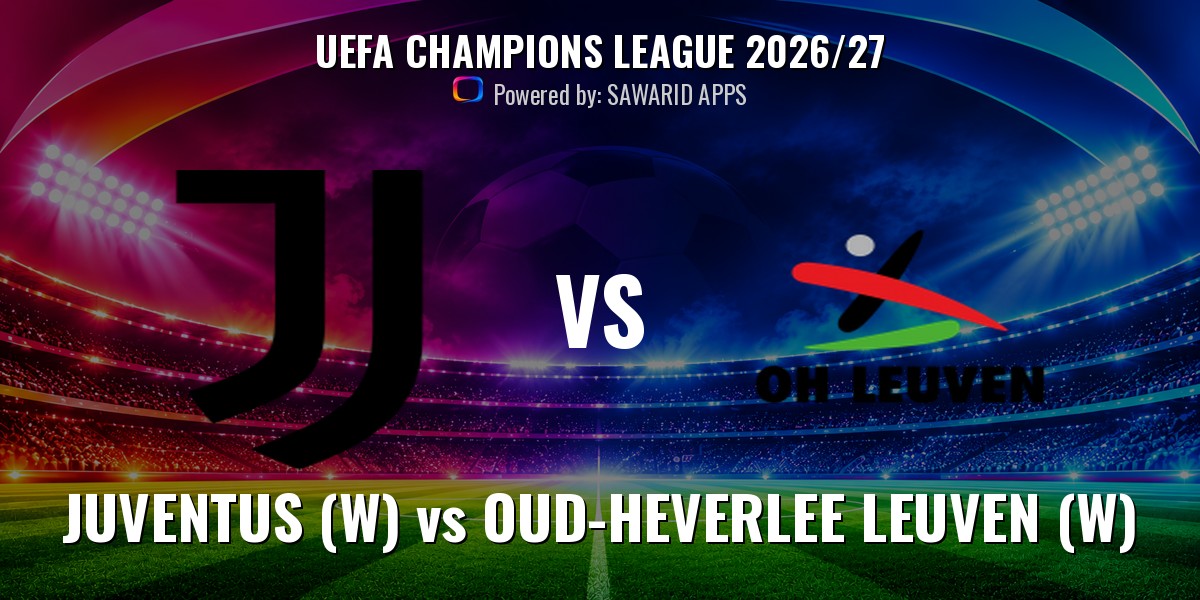 UEFA CHAMPIONS LEAGUE 2026/27
Powered by: SAWARID APPS
VS
OH LEUVEN
JUVENTUS (W) vs OUD-HEVERLEE LEUVEN (W)